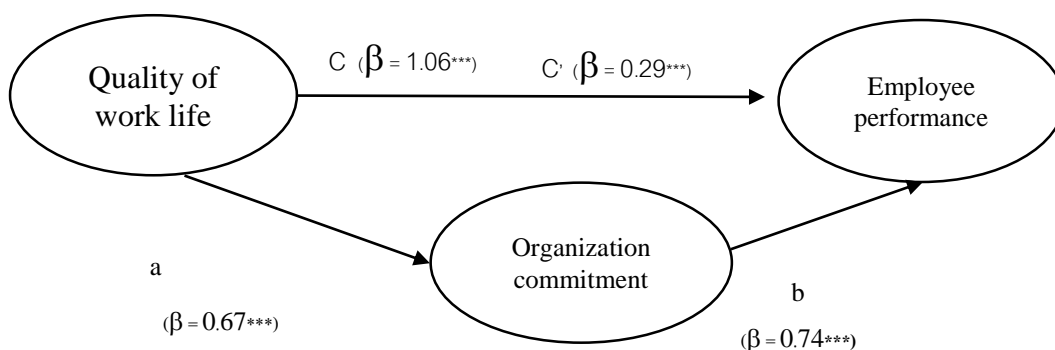 Quality of
work life
C (β = 1.06***)
C' (β = 0.29***)
Employee
performance
Organization
commitment
a
(β = 0.67***)
b
(β = 0.74***)